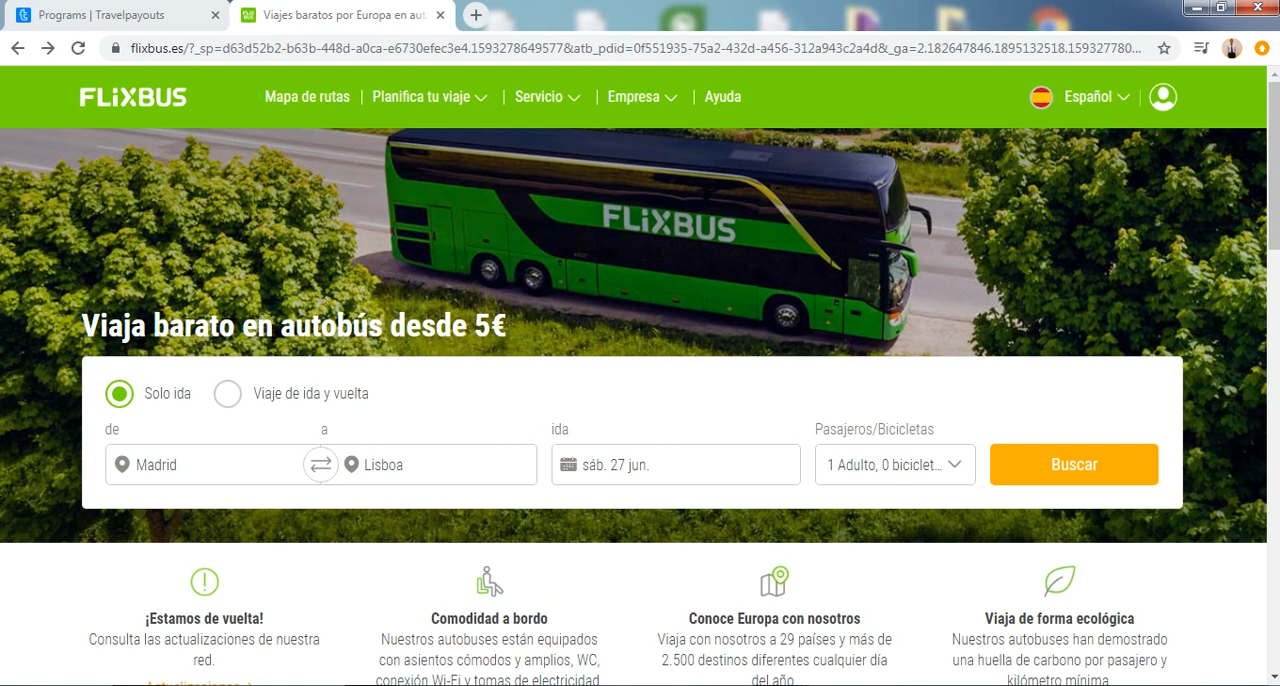 Programs | Travelpayouts
Viajes baratos por Europa en aut
flixbus.es/?_sp=d63d52b2-b63b-448d-a0ca-e6730efec3e4.1593278649577&atb_pdid=0f551935-75a2-432d-a456-312a943c2a4d&_ga=2.182647846.1895132518.159327780...
FLiXBUS
Mapa de rutas
Planifica tu viaje
Servicio
Empresa
Ayuda
Español
FLiXBUS
Viaja barato en autobús desde 5€
Solo ida
Viaje de ida y vuelta
de
a
ida
Pasajeros/Bicicletas
Madrid
Lisboa
sáb. 27 jun.
1 Adulto, 0 biciclet...
Buscar
¡Estamos de vuelta!
Consulta las actualizaciones de nuestra
red.
Actualizaciones
Comodidad a bordo
Nuestros autobuses están equipados
con asientos cómodos y amplios, WC,
conexión Wi-Fi y tomas de electricidad
Conoce Europa con nosotros
Viaja con nosotros a 29 países y más de
2.500 destinos diferentes cualquier día
del año
Viaja de forma ecológica
Nuestros autobuses han demostrado
una huella de carbono por pasajero y
kilómetro mínima